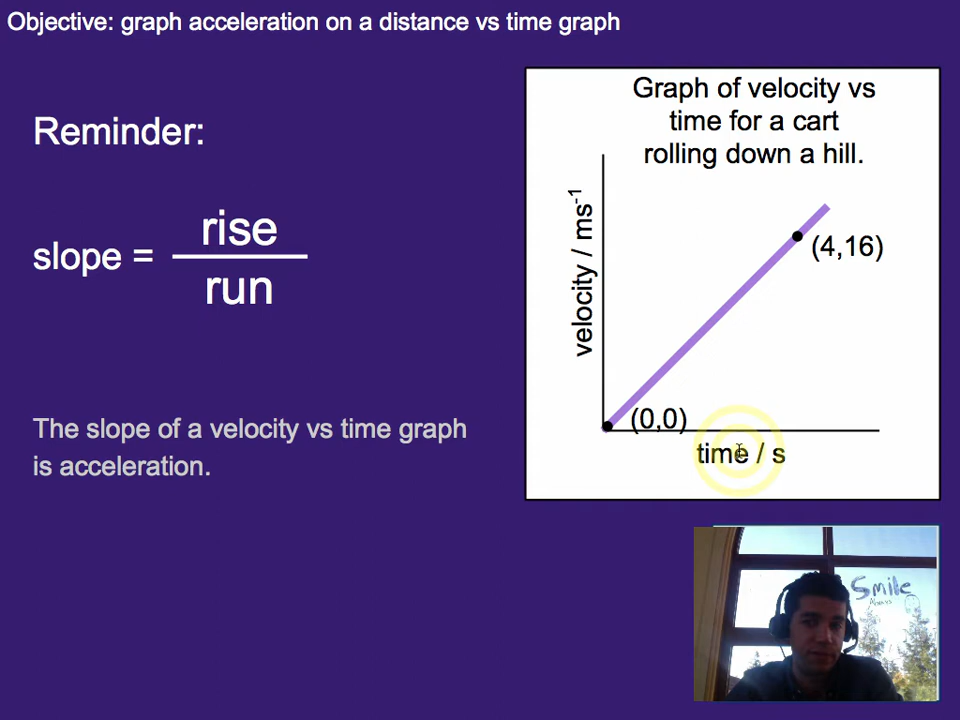 Objective: graph acceleration on a distance vs time graph
Reminder:
slope = rise
run
The slope of a velocity vs time graph
is acceleration.
Graph of velocity vs
time for a cart
rolling down a hill.
velocity / ms⁻¹
(4,16)
(0,0)
time / s
Smile